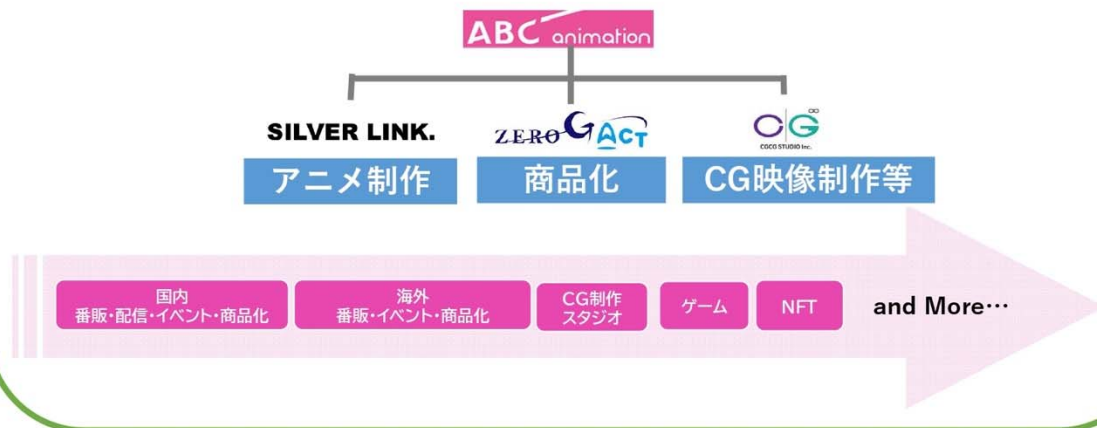 ABC animation
SILVER LINK.
ZERO G ACT
CG
COCO STUDIO Inc.
アニメ制作
商品化
CG映像制作等
国内
番販・配信・イベント・商品化
海外
番販・イベント・商品化
CG制作
スタジオ
ゲーム
NFT
and More…